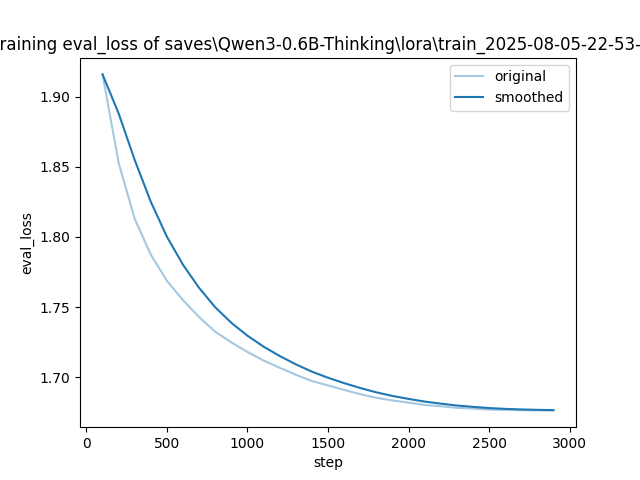 raining eval_loss of saves\Qwen3-0.6B-Thinking\lora\train_2025-08-05-22-53-
original
smoothed
1.90
1.85
1.80
1.75
1.70
eval_loss
0
500
1000
1500
2000
2500
3000
step